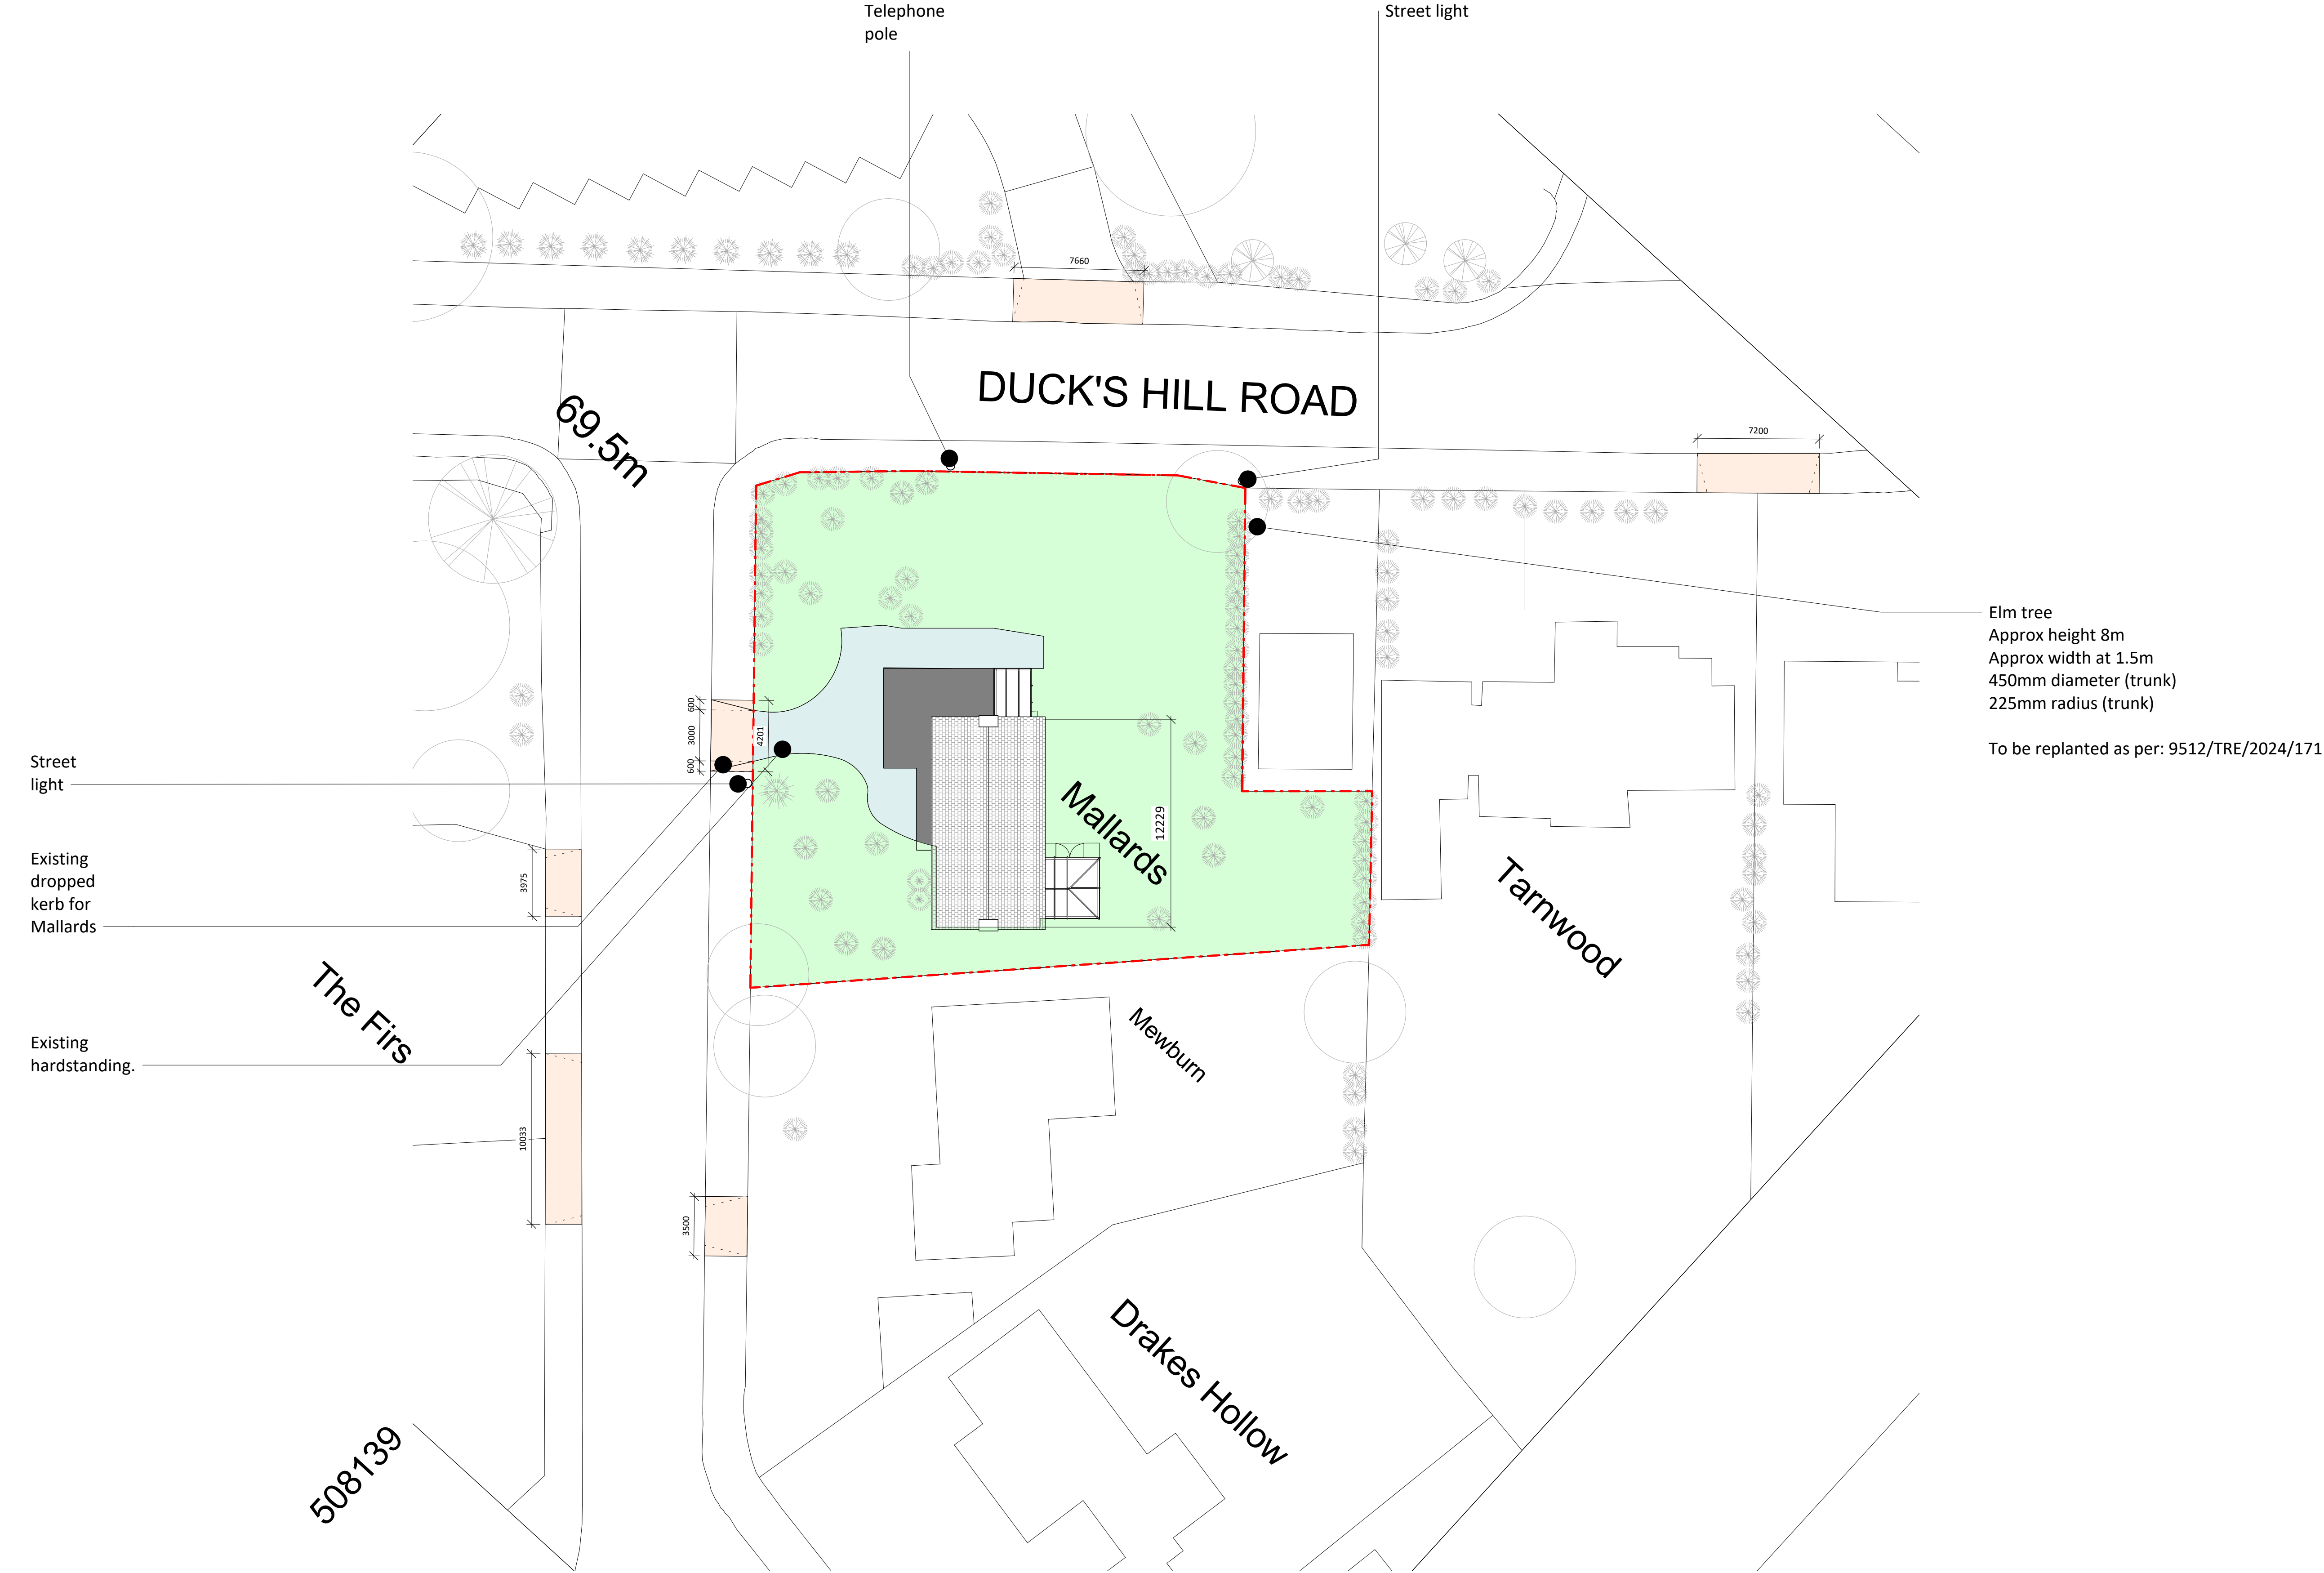 Telephone
pole
Street light
7660
DUCK'S HILL ROAD
69.5m
7200
Elm tree
Approx height 8m
Approx width at 1.5m
450mm diameter (trunk)
225mm radius (trunk)
To be replanted as per: 9512/TRE/2024/171
600
3000
600
4201
12229
Mallards
Street
light
Existing
dropped
kerb for
Mallards
3975
Tarnwood
The Firs
Mewburn
Existing
hardstanding.
10033
3500
Drakes Hollow
508139